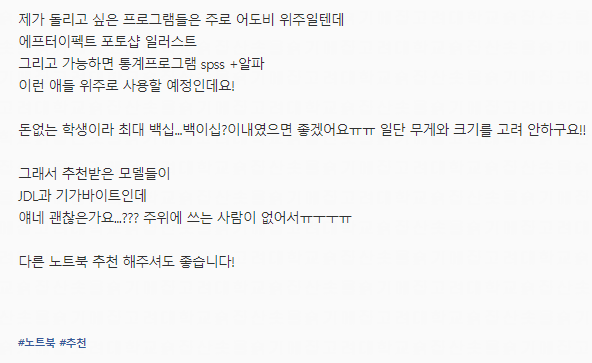 제가 돌리고 싶은 프로그램들은 주로 어도비 위주일텐데
에프터이펙트 포토샵 일러스트
그리고 가능하면 통계프로그램 spss +알파
이런 애들 위주로 사용할 예정인데요!
돈없는 학생이라 최대 백십...백이십?이내였으면 좋겠어요ㅠㅠ 일단 무게와 크기를 고려 안하구요!!
그래서 추천받은 모델들이
JDL과 기가바이트인데
얘네 괜찮은가요...??? 주위에 쓰는 사람이 없어서ㅠㅜㅜㅠ
다른 노트북 추천 해주셔도 좋습니다!
#노트북 #추천